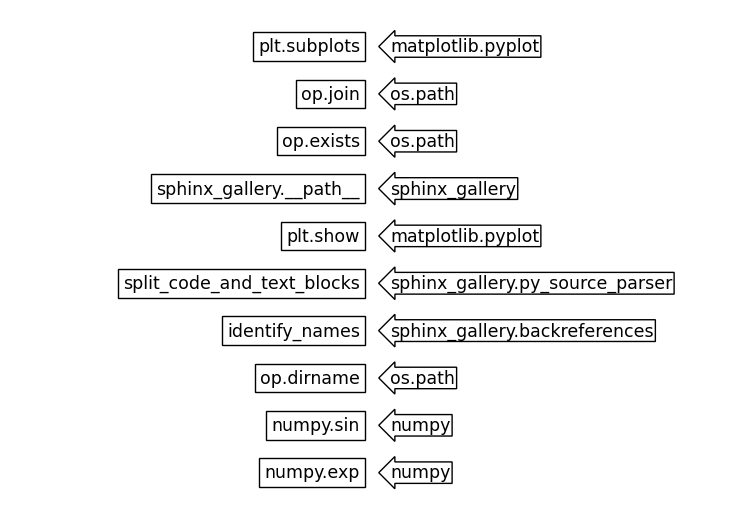 plt.subplots matplotlib.pyplot
op.join os.path
op.exists os.path
sphinx_gallery.__path__ sphinx_gallery
plt.show matplotlib.pyplot
split_code_and_text_blocks sphinx_gallery.py_source_parser
identify_names sphinx_gallery.backreferences
op.dirname os.path
numpy.sin numpy
numpy.exp numpy